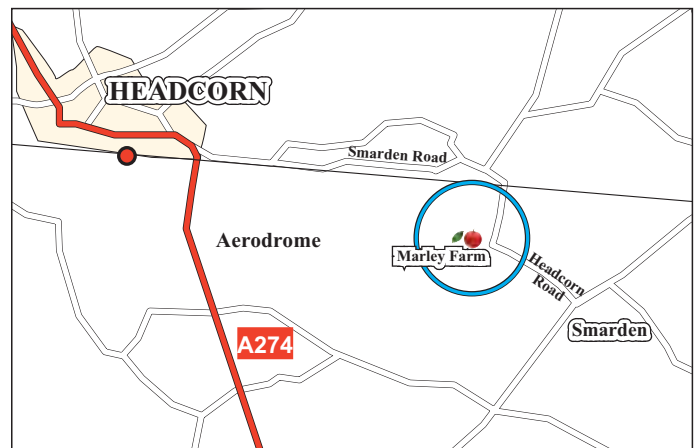 HEADCORN
Smarden Road
Aerodrome
Marley Farm
Headcorn
Road
Smarden
A274